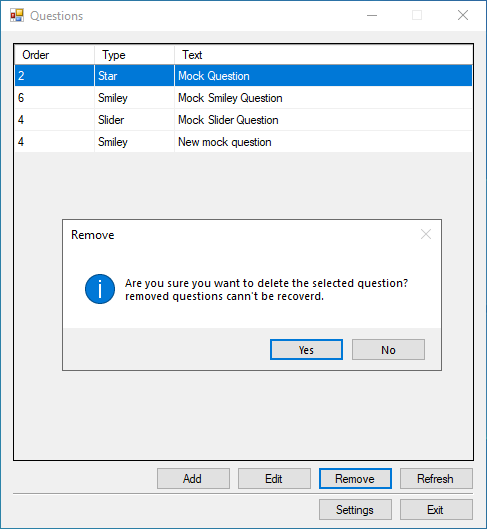 Questions
Order Type Text
2 Star Mock Question
6 Smiley Mock Smiley Question
4 Slider Mock Slider Question
4 Smiley New mock question
Remove
Are you sure you want to delete the selected question?
removed questions cann't be recoverd.
Yes No
Add Edit Remove Refresh
Settings Exit